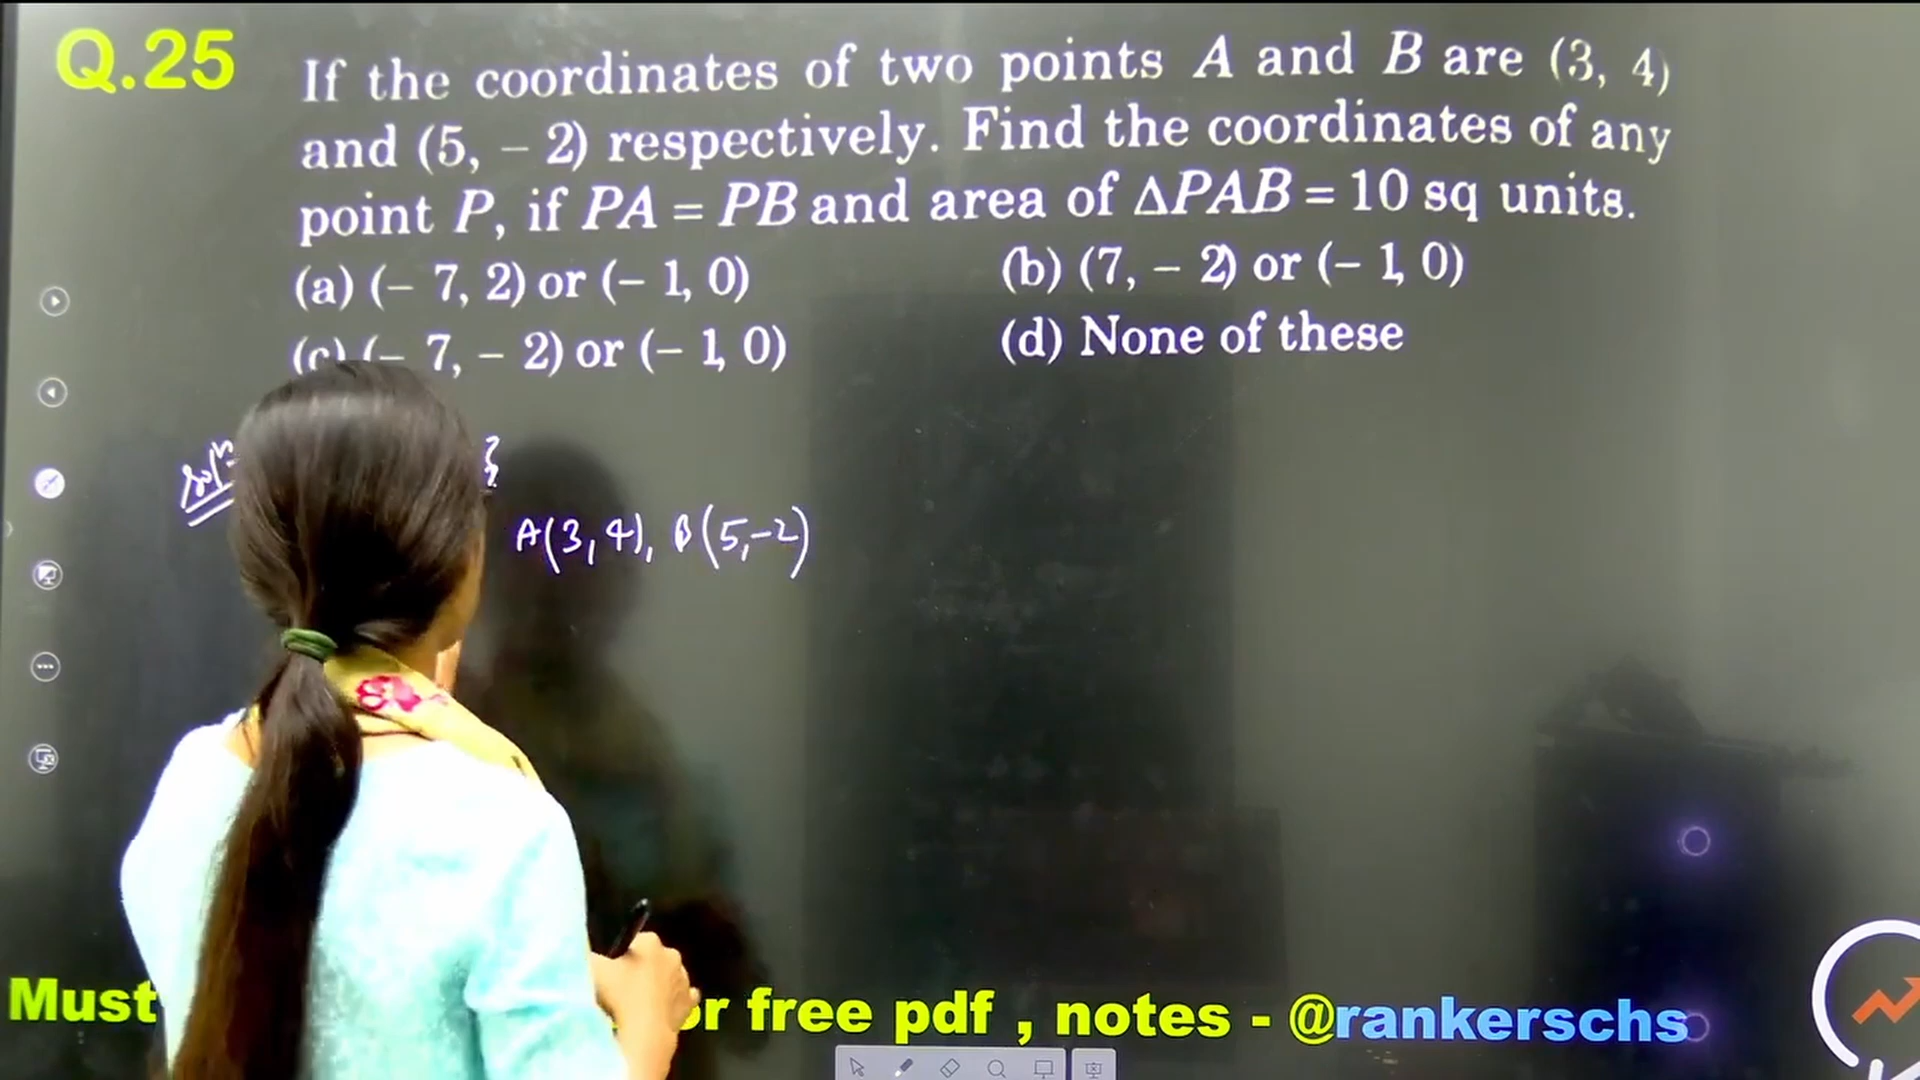 Q.25
If the coordinates of two points A and B are (3, 4)
and (5, – 2) respectively. Find the coordinates of any
point P, if PA = PB and area of ΔPAB = 10 sq units.
(a) (– 7, 2) or (– 1, 0)
(b) (7, – 2) or (– 1, 0)
(c) (– 7, – 2) or (– 1, 0)
(d) None of these
Solⁿ
A(3,4), B(5,-2)
Must
r free pdf , notes - @rankerschs